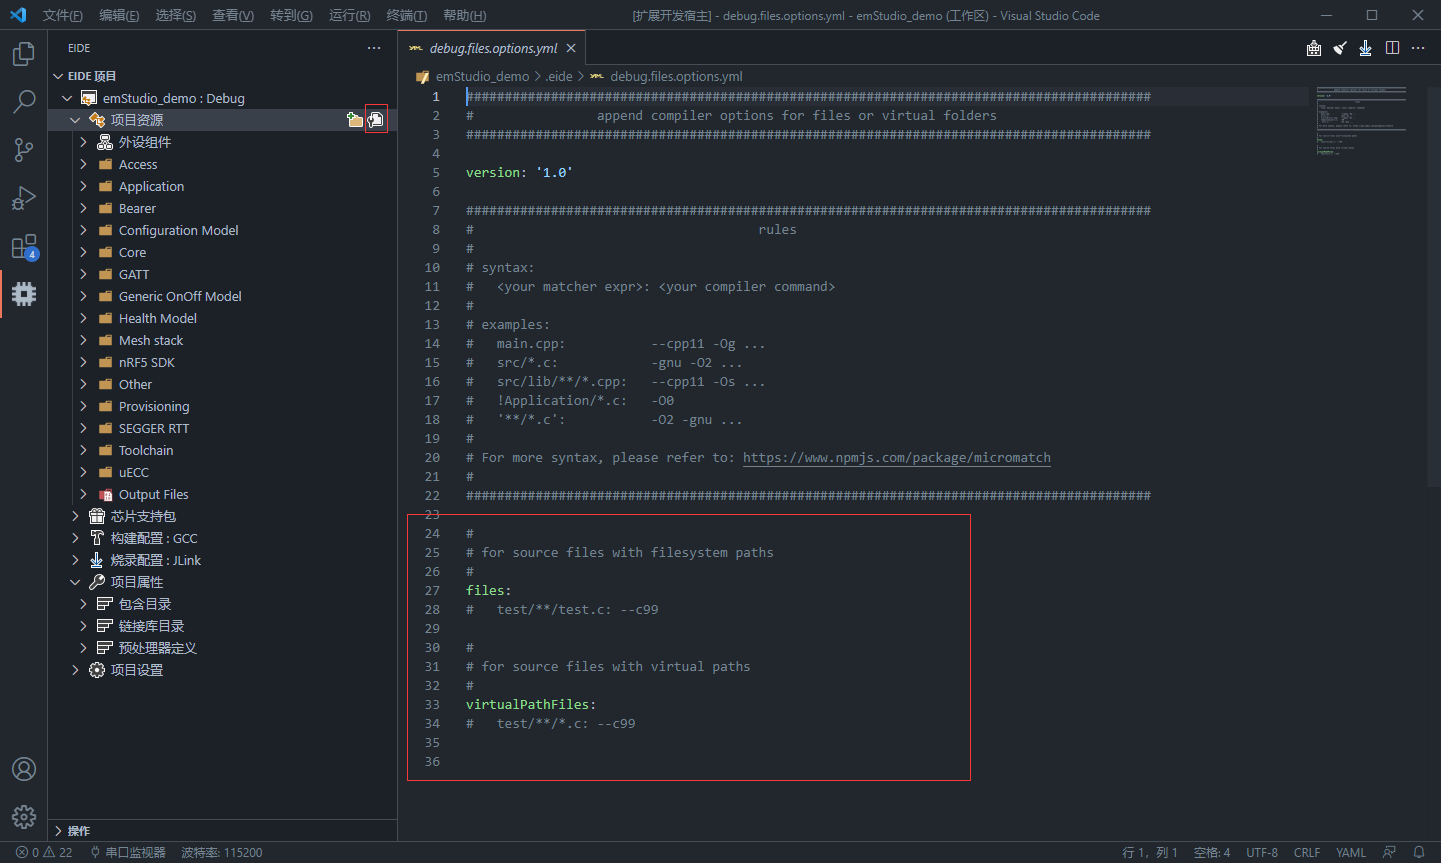 文件(F) 编辑(E) 选择(S) 查看(V) 转到(G) 运行(R) 终端(T) 帮助(H) [扩展开发宿主] - debug.files.options.yml - emStudio_demo (工作区) - Visual Studio Code
EIDE
EIDE 项目
emStudio_demo : Debug
项目资源
外设组件
Access
Application
Bearer
Configuration Model
Core
GATT
Generic OnOff Model
Health Model
Mesh stack
nRF5 SDK
Other
Provisioning
SEGGER RTT
Toolchain
uECC
Output Files
芯片支持包
构建配置 : GCC
烧录配置 : JLink
项目属性
包含目录
链接库目录
预处理器定义
项目设置
操作
4
debug.files.options.yml
emStudio_demo > .eide > debug.files.options.yml
1 #########################################################################################
2 # append compiler options for files or virtual folders
3 #########################################################################################
4
5 version: '1.0'
6
7 #########################################################################################
8 # rules
9 #
10 # syntax:
11 # <your matcher expr>: <your compiler command>
12 #
13 # examples:
14 # main.cpp: --cpp11 -Og ...
15 # src/*.c: -gnu -O2 ...
16 # src/lib/**/*.cpp: --cpp11 -Os ...
17 # !Application/*.c: -O0
18 # '**/*.c': -O2 -gnu ...
19 #
20 # For more syntax, please refer to: https://www.npmjs.com/package/micromatch
21 #
22 #########################################################################################
23
24 #
25 # for source files with filesystem paths
26 #
27 files:
28 # test/**/test.c: --c99
29
30 #
31 # for source files with virtual paths
32 #
33 virtualPathFiles:
34 # test/**/*.c: --c99
35
36
0 22 串口监视器 波特率: 115200 行 1，列 1 空格: 4 UTF-8 CRLF YAML